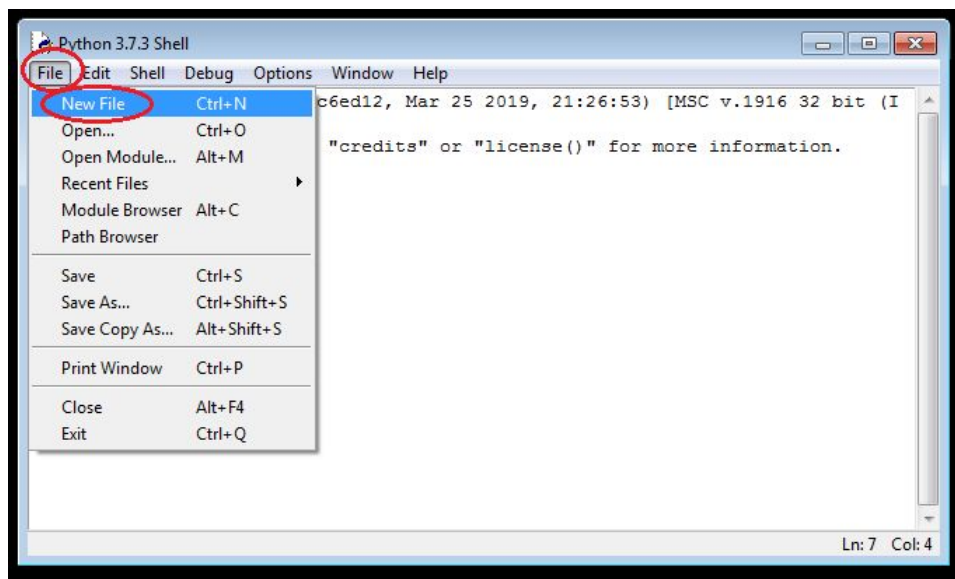 Python 3.7.3 Shell
File Edit Shell Debug Options Window Help
New File Ctrl+N
c6ed12, Mar 25 2019, 21:26:53) [MSC v.1916 32 bit (I
Open... Ctrl+O
"credits" or "license()" for more information.
Open Module... Alt+M
Recent Files
Module Browser Alt+C
Path Browser
Save Ctrl+S
Save As... Ctrl+Shift+S
Save Copy As... Alt+Shift+S
Print Window Ctrl+P
Close Alt+F4
Exit Ctrl+Q
Ln: 7 Col: 4